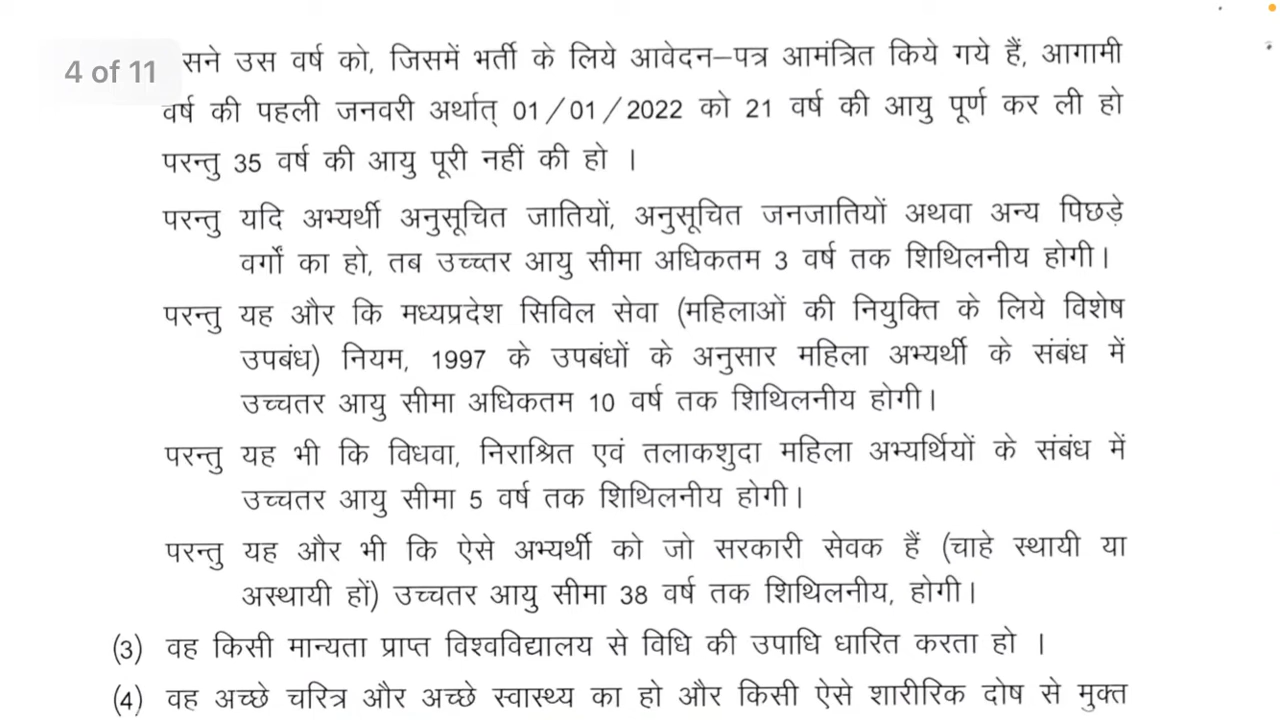 4 of 11
सने उस वर्ष को, जिसमें भर्ती के लिये आवेदन–पत्र आमंत्रित किये गये हैं, आगामी
वर्ष की पहली जनवरी अर्थात् 01/01/2022 को 21 वर्ष की आयु पूर्ण कर ली हो
परन्तु 35 वर्ष की आयु पूरी नहीं की हो ।
परन्तु यदि अभ्यर्थी अनुसूचित जातियों, अनुसूचित जनजातियों अथवा अन्य पिछड़े
वर्गों का हो, तब उच्च्तर आयु सीमा अधिकतम 3 वर्ष तक शिथिलनीय होगी।
परन्तु यह और कि मध्यप्रदेश सिविल सेवा (महिलाओं की नियुक्ति के लिये विशेष
उपबंध) नियम, 1997 के उपबंधों के अनुसार महिला अभ्यर्थी के संबंध में
उच्चतर आयु सीमा अधिकतम 10 वर्ष तक शिथिलनीय होगी।
परन्तु यह भी कि विधवा, निराश्रित एवं तलाकशुदा महिला अभ्यर्थियों के संबंध में
उच्चतर आयु सीमा 5 वर्ष तक शिथिलनीय होगी।
परन्तु यह और भी कि ऐसे अभ्यर्थी को जो सरकारी सेवक हैं (चाहे स्थायी या
अस्थायी हों) उच्चतर आयु सीमा 38 वर्ष तक शिथिलनीय, होगी।
(3) वह किसी मान्यता प्राप्त विश्वविद्यालय से विधि की उपाधि धारित करता हो ।
(4) वह अच्छे चरित्र और अच्छे स्वास्थ्य का हो और किसी ऐसे शारीरिक दोष से मुक्त